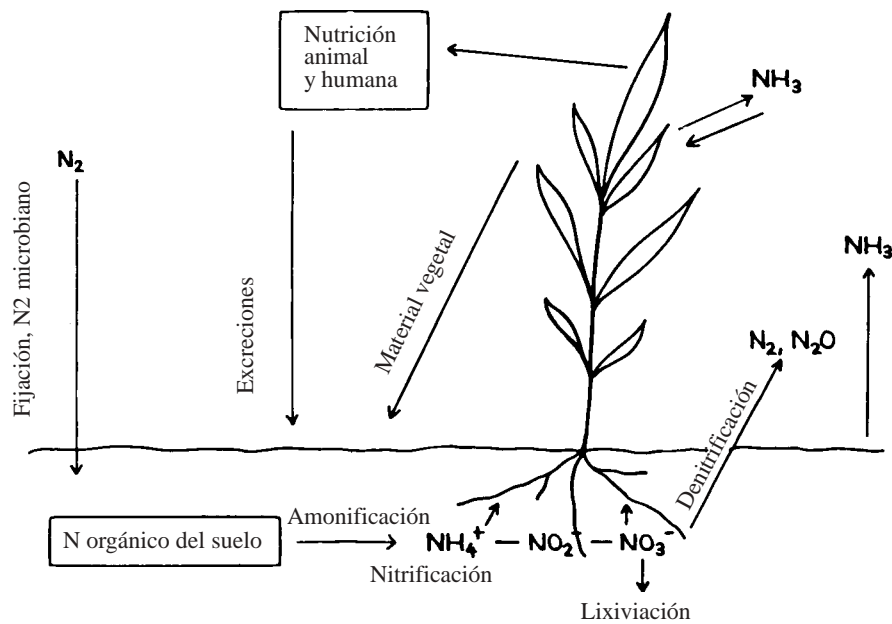 Nutrición
animal
y humana
NH₃
N₂
Fijación, N2 microbiano
Excreciones
Material vegetal
NH₃
N₂, N₂O
Denitrificación
N orgánico del suelo
Amonificación
NH₄⁺ — NO₂⁻ — NO₃⁻
Nitrificación
Lixiviación